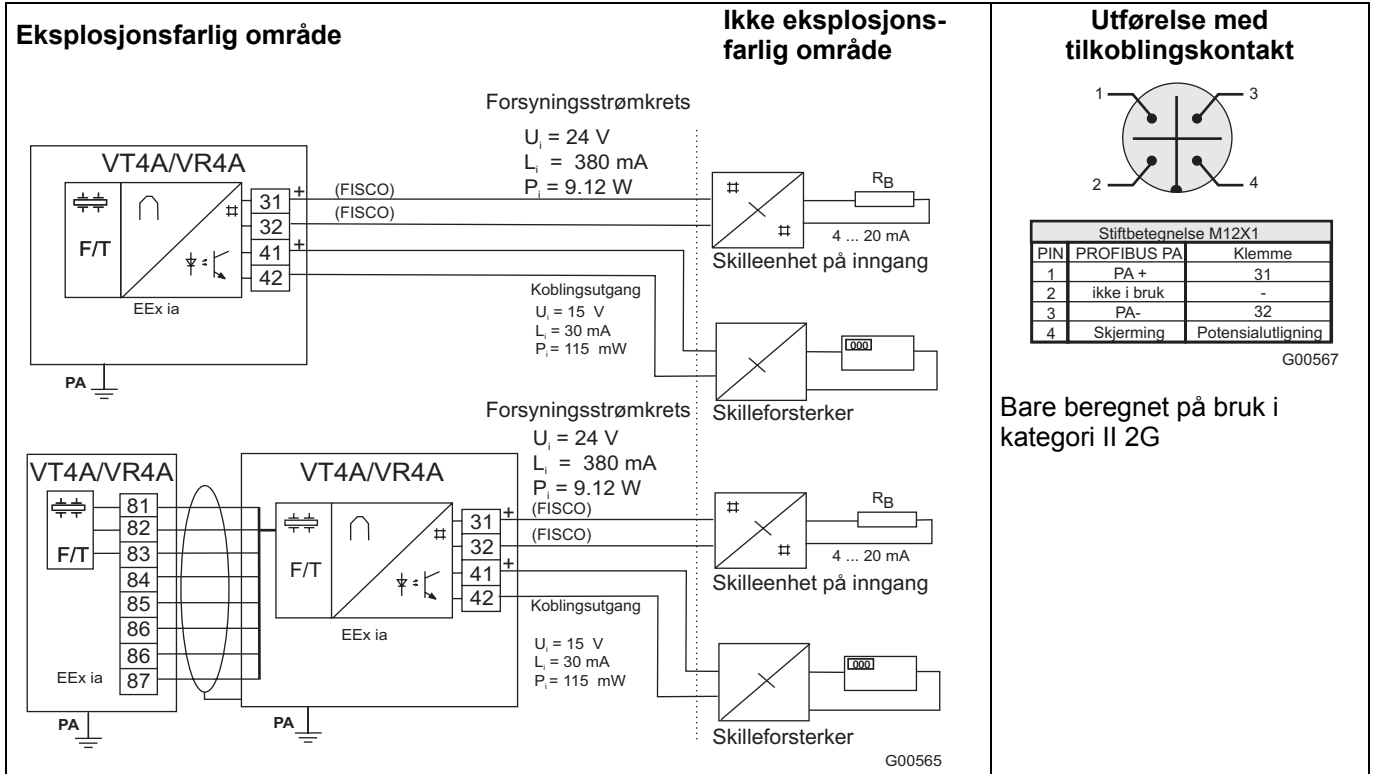 Eksplosjonsfarlig område
Ikke eksplosjons-
farlig område
Forsyningsstrømkrets
Ui = 24 V
Li = 380 mA
Pi = 9.12 W
VT4A/VR4A
F/T
EEx ia
31
32
41
42
+
+
(FISCO)
(FISCO)
PA
Koblingsutgang
Ui = 15 V
Li = 30 mA
Pi = 115 mW
RB
4 ... 20 mA
Skilleenhet på inngang
000
Skilleforsterker
Forsyningsstrømkrets
Ui = 24 V
Li = 380 mA
Pi = 9.12 W
VT4A/VR4A
F/T
81
82
83
84
85
86
86
87
EEx ia
PA
VT4A/VR4A
F/T
EEx ia
31
32
41
42
+
+
(FISCO)
(FISCO)
PA
Koblingsutgang
Ui = 15 V
Li = 30 mA
Pi = 115 mW
RB
4 ... 20 mA
Skilleenhet på inngang
000
Skilleforsterker
G00565
Utførelse med
tilkoblingskontakt
1 3
2 4
Stiftbetegnelse M12X1
PIN PROFIBUS PA Klemme
1 PA + 31
2 ikke i bruk -
3 PA- 32
4 Skjerming Potensialutligning
G00567
Bare beregnet på bruk i
kategori II 2G